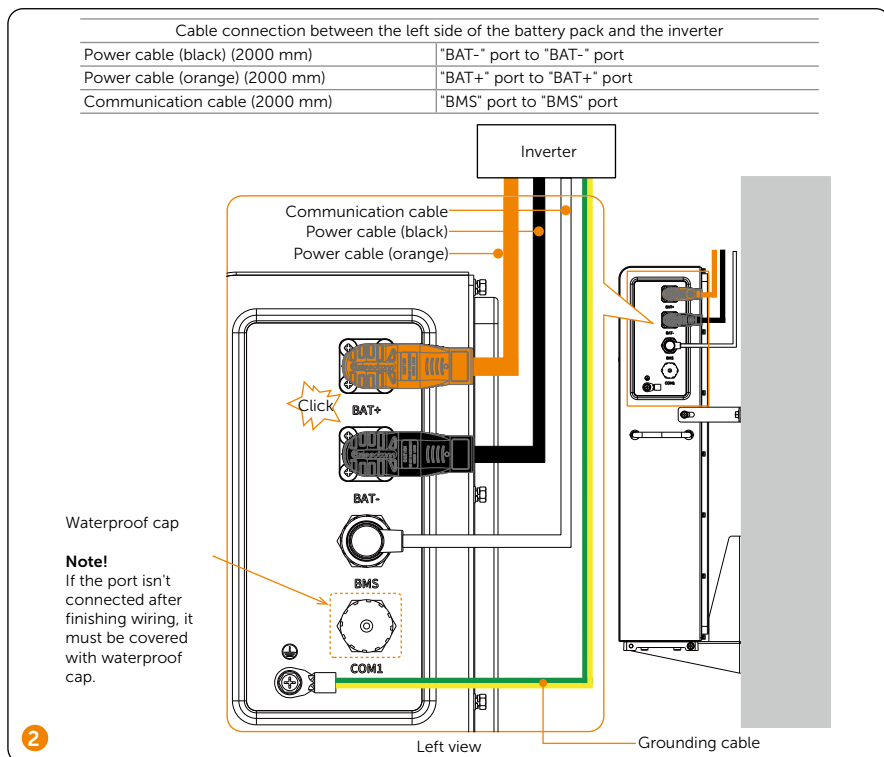 Cable connection between the left side of the battery pack and the inverter
Power cable (black) (2000 mm) "BAT-" port to "BAT-" port
Power cable (orange) (2000 mm) "BAT+" port to "BAT+" port
Communication cable (2000 mm) "BMS" port to "BMS" port
Inverter
Communication cable
Power cable (black)
Power cable (orange)
Click
BAT+
BAT-
BMS
COM1
Waterproof cap
Note!
If the port isn't
connected after
finishing wiring, it
must be covered
with waterproof
cap.
BAT+
BAT-
BMS
COM1
2
Left view
Grounding cable